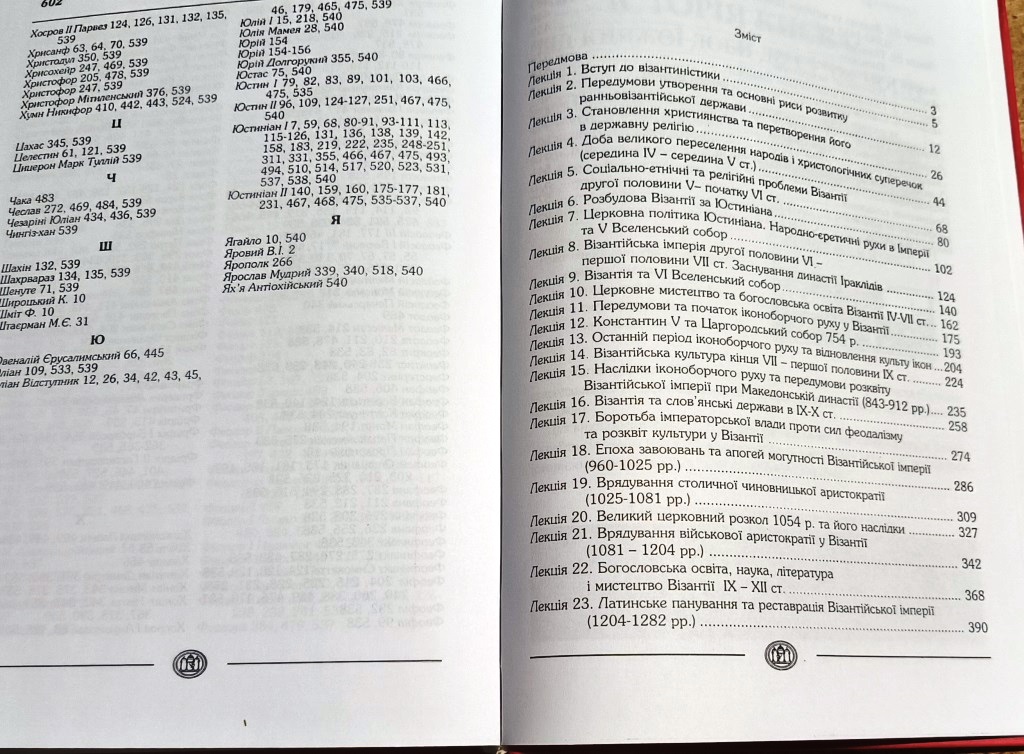 602
Хосров II Парвез 124, 126, 131, 132, 135,
539
Хрисанф 63, 64, 70, 539
Христодул 350, 539
Хрисохейр 247, 469, 539
Христофор 205, 478, 539
Христофор 247, 539
Христофор Мітиленський 376, 539
Хумн Никифор 410, 442, 443, 524, 539
Ц
Цахас 345, 539
Целестин 61, 121, 539
Цицерон Марк Туллій 539
Ч
Чака 483
Чеслав 272, 469, 484, 539
Чезаріні Юліан 434, 436, 539
Чингіз-хан 539
Ш
Шахін 132, 539
Шахрвараз 134, 135, 539
Шенуте 71, 539
Широцький К. 10
Шміт Ф. 10
Штаєрман М.Є. 31
Ю
Ювеналій Єрусалимський 66, 445
Юліан 109, 533, 539
Юліан Відступник 12, 26, 34, 42, 43, 45,
46, 179, 465, 475, 539
Юлій І 15, 218, 540
Юлія Мамея 28, 540
Юрій 154
Юрій 154-156
Юрій Долгорукий 355, 540
Юстас 75, 540
Юстин І 79, 82, 83, 89, 101, 103, 466,
475, 535
Юстин ІІ 96, 109, 124-127, 251, 467, 475,
540
Юстиніан І 7, 59, 68, 80-91, 93-111, 113,
115-126, 131, 136, 138, 139, 142,
158, 183, 219, 222, 235, 248-251,
311, 331, 355, 466, 467, 475, 493,
494, 510, 514, 517, 520, 523, 531,
537, 538, 540
Юстиніан ІІ 140, 159, 160, 175-177, 181,
231, 467, 468, 475, 535-537, 540
Я
Ягайло 10, 540
Яровий В.І. 2
Ярополк 266
Ярослав Мудрий 339, 340, 518, 540
Ях'я Антіохійський 540
Зміст
Передмова ... 3
Лекція 1. Вступ до візантиністики ... 5
Лекція 2. Передумови утворення та основні риси розвитку
ранньовізантійської держави ... 12
Лекція 3. Становлення християнства та перетворення його
в державну релігію ... 26
Лекція 4. Доба великого переселення народів і христологічних суперечок
(середина IV – середина V ст.) ... 44
Лекція 5. Соціально-етнічні та релігійні проблеми Візантії
другої половини V– початку VI ст. ... 68
Лекція 6. Розбудова Візантії за Юстиніана ... 80
Лекція 7. Церковна політика Юстиніана. Народно-єретичні рухи в Імперії
та V Вселенський собор ... 102
Лекція 8. Візантійська імперія другої половини VI –
першої половини VII ст. Заснування династії Іраклідів ... 124
Лекція 9. Візантія та VI Вселенський собор ... 140
Лекція 10. Церковне мистецтво та богословська освіта Візантії IV-VII ст... 162
Лекція 11. Передумови та початок іконоборчого руху у Візантії ... 175
Лекція 12. Константин V та Царгородський собор 754 р. ... 193
Лекція 13. Останній період іконоборчого руху та відновлення культу ікон ...204
Лекція 14. Візантійська культура кінця VII – першої половини IX ст. ... 224
Лекція 15. Наслідки іконоборчого руху та передумови розквіту
Візантійської імперії при Македонській династії (843-912 рр.).... 235
Лекція 16. Візантія та слов'янські держави в IX-X ст. ... 258
Лекція 17. Боротьба імператорської влади проти сил феодалізму
та розквіт культури у Візантії ... 274
Лекція 18. Епоха завоювань та апогей могутності Візантійської імперії
(960-1025 рр.) ... 286
Лекція 19. Врядування столичної чиновницької аристократії
(1025-1081 рр.) ... 309
Лекція 20. Великий церковний розкол 1054 р. та його наслідки ... 327
Лекція 21. Врядування військової аристократії у Візантії
(1081 – 1204 рр.) ... 342
Лекція 22. Богословська освіта, наука, література
і мистецтво Візантії IX – XII ст. ... 368
Лекція 23. Латинське панування та реставрація Візантійської імперії
(1204-1282 рр.) ... 390